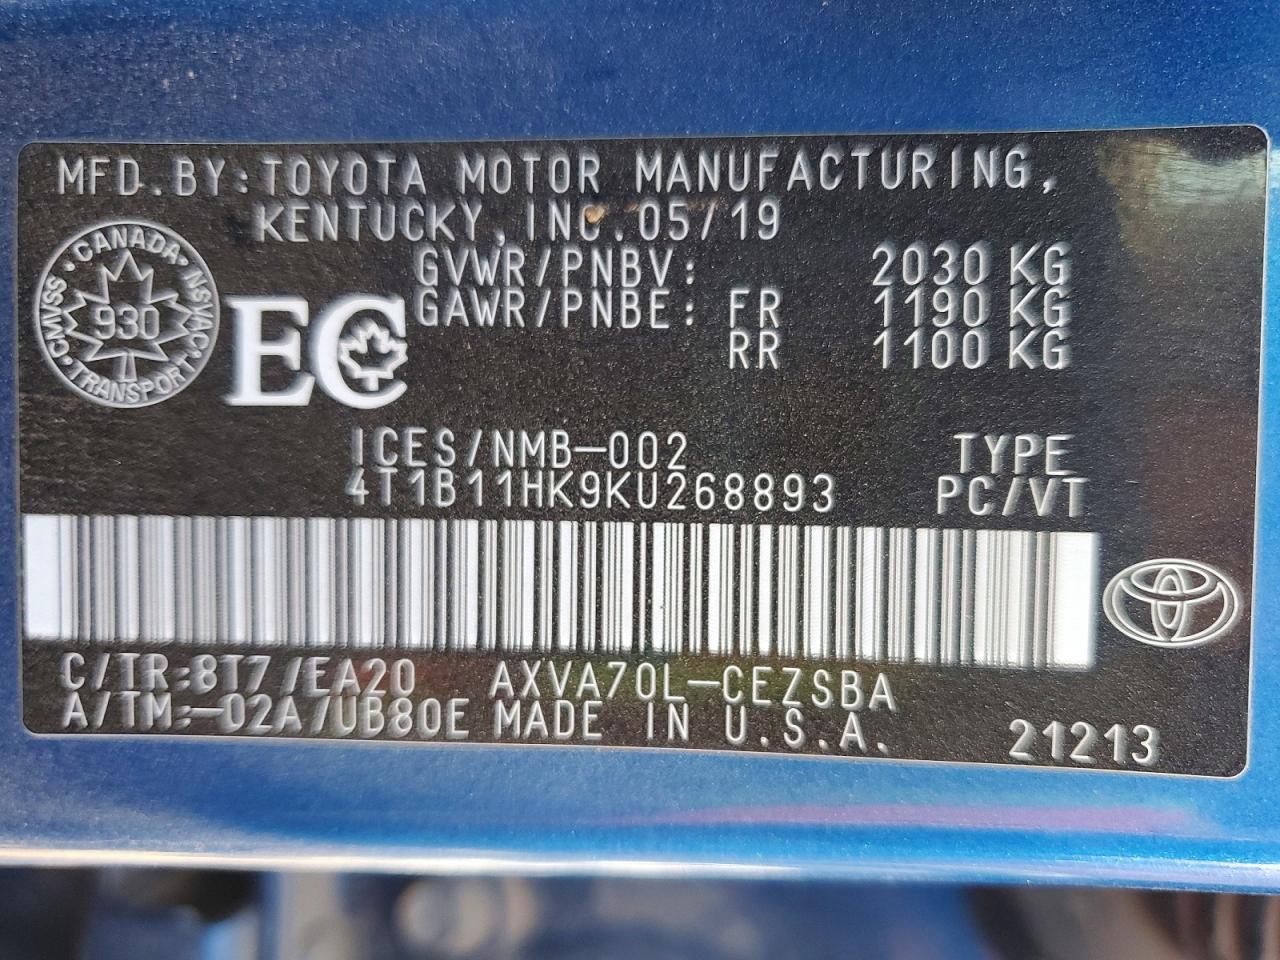 MFD.BY:TOYOTA MOTOR MANUFACTURING,
KENTUCKY, INC.05/19
CMVSS • CANADA • NSVAC • TRANSPORT
930
EC
GVWR/PNBV: 2030 KG
GAWR/PNBE: FR 1190 KG
RR 1100 KG
ICES/NMB-002 TYPE
4T1B11HK9KU268893 PC/VT
C/TR:8T7/EA20 AXVA70L-CEZSBA
A/TM:-02A/UB80E MADE IN U.S.A.
21213